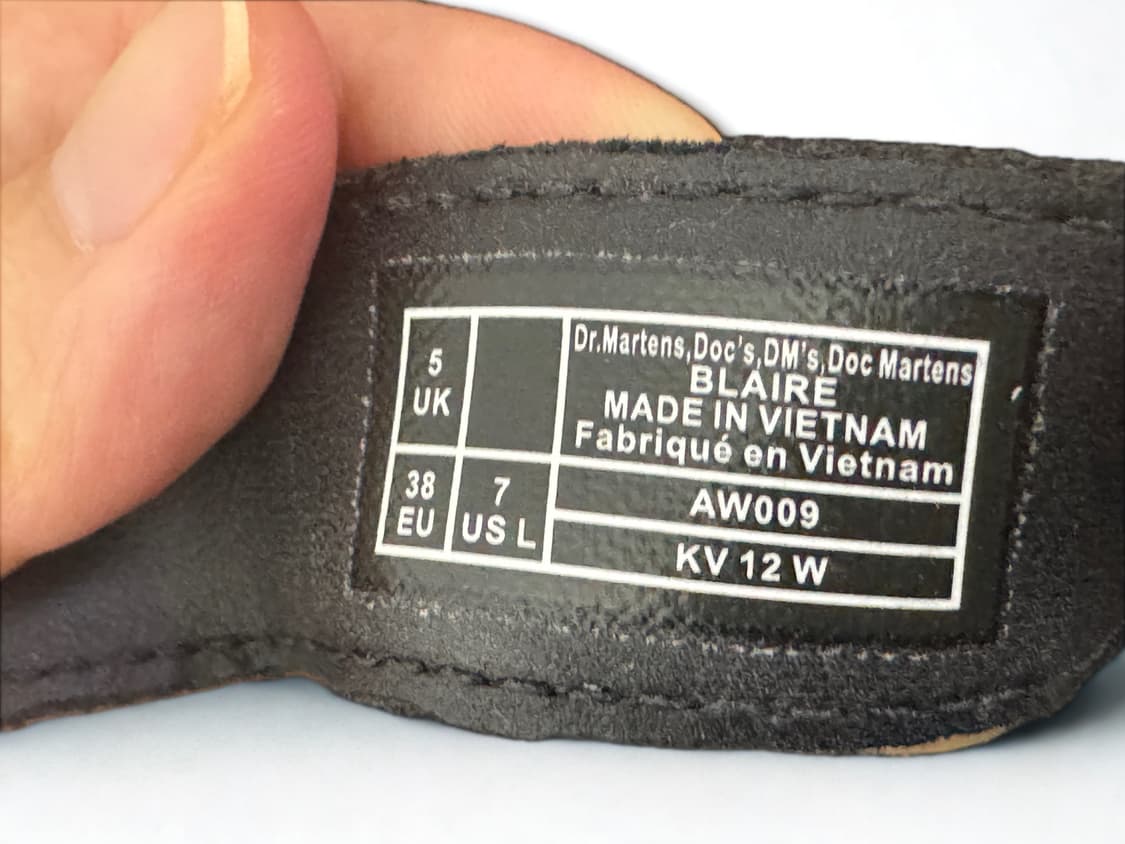 5
UK
38
EU
7
US L
Dr.Martens,Doc's,DM's,Doc Martens
BLAIRE
MADE IN VIETNAM
Fabriqué en Vietnam
AW009
KV 12 W